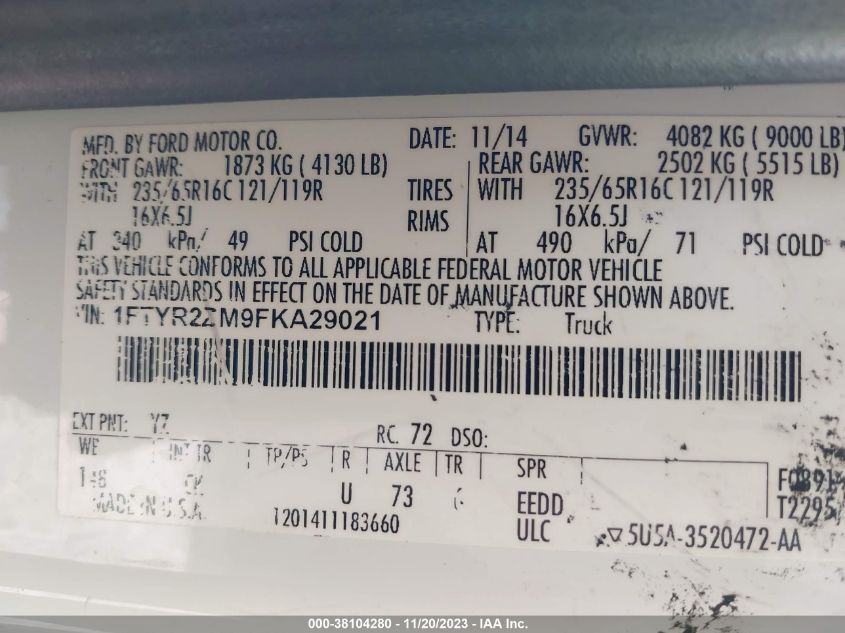 MFD. BY FORD MOTOR CO. DATE: 11/14 GVWR: 4082 KG ( 9000 LB)
FRONT GAWR: 1873 KG ( 4130 LB) REAR GAWR: 2502 KG ( 5515 LB)
WITH 235/65R16C 121/119R TIRES WITH 235/65R16C 121/119R
16X6.5J RIMS 16X6.5J
AT 340 kPa/ 49 PSI COLD AT 490 kPa/ 71 PSI COLD
THIS VEHICLE CONFORMS TO ALL APPLICABLE FEDERAL MOTOR VEHICLE
SAFETY STANDARDS IN EFFECT ON THE DATE OF MANUFACTURE SHOWN ABOVE.
VIN: 1FTYR2ZM9FKA29021 TYPE: Truck
EXT PNT: YZ RC: 72 DSO:
WB INT TR TP/PS R AXLE TR SPR
U 73 EEDD
MADE IN U.S.A. T201411183660 ULC 5U5A-3520472-AA
T2295
000-38104280 - 11/20/2023 - IAA Inc.